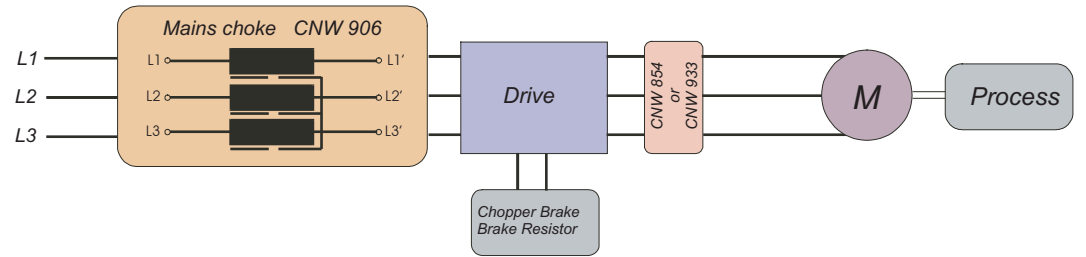 Mains choke CNW 906
L1
L2
L3
L1
L1'
L2
L2'
L3
L3'
Drive
CNW 854
or
CNW 933
M
Process
Chopper Brake
Brake Resistor